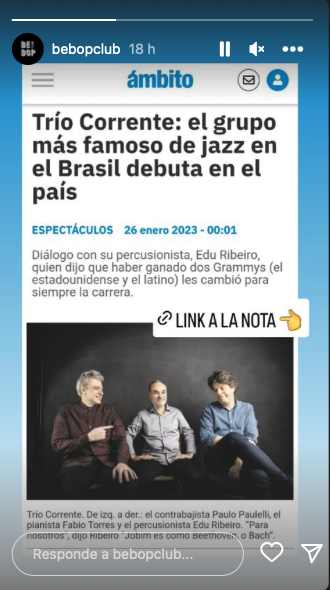 BE!
BOP
bebopclub 18 h
ámbito
Trío Corrente: el grupo
más famoso de jazz en
el Brasil debuta en el
país
ESPECTÁCULOS 26 enero 2023 - 00:01
Diálogo con su percusionista, Edu Ribeiro,
quien dijo que haber ganado dos Grammys (el
estadounidense y el latino) les cambió para
siempre la carrera.
LINK A LA NOTA
Trío Corrente. De izq. a der.: el contrabajista Paulo Paulelli, el
pianista Fabio Torres y el percusionista Edu Ribeiro. "Para
nosotros", dijo Ribeiro "Jobim es como Beethoven, o Bach".
Responde a bebopclub...